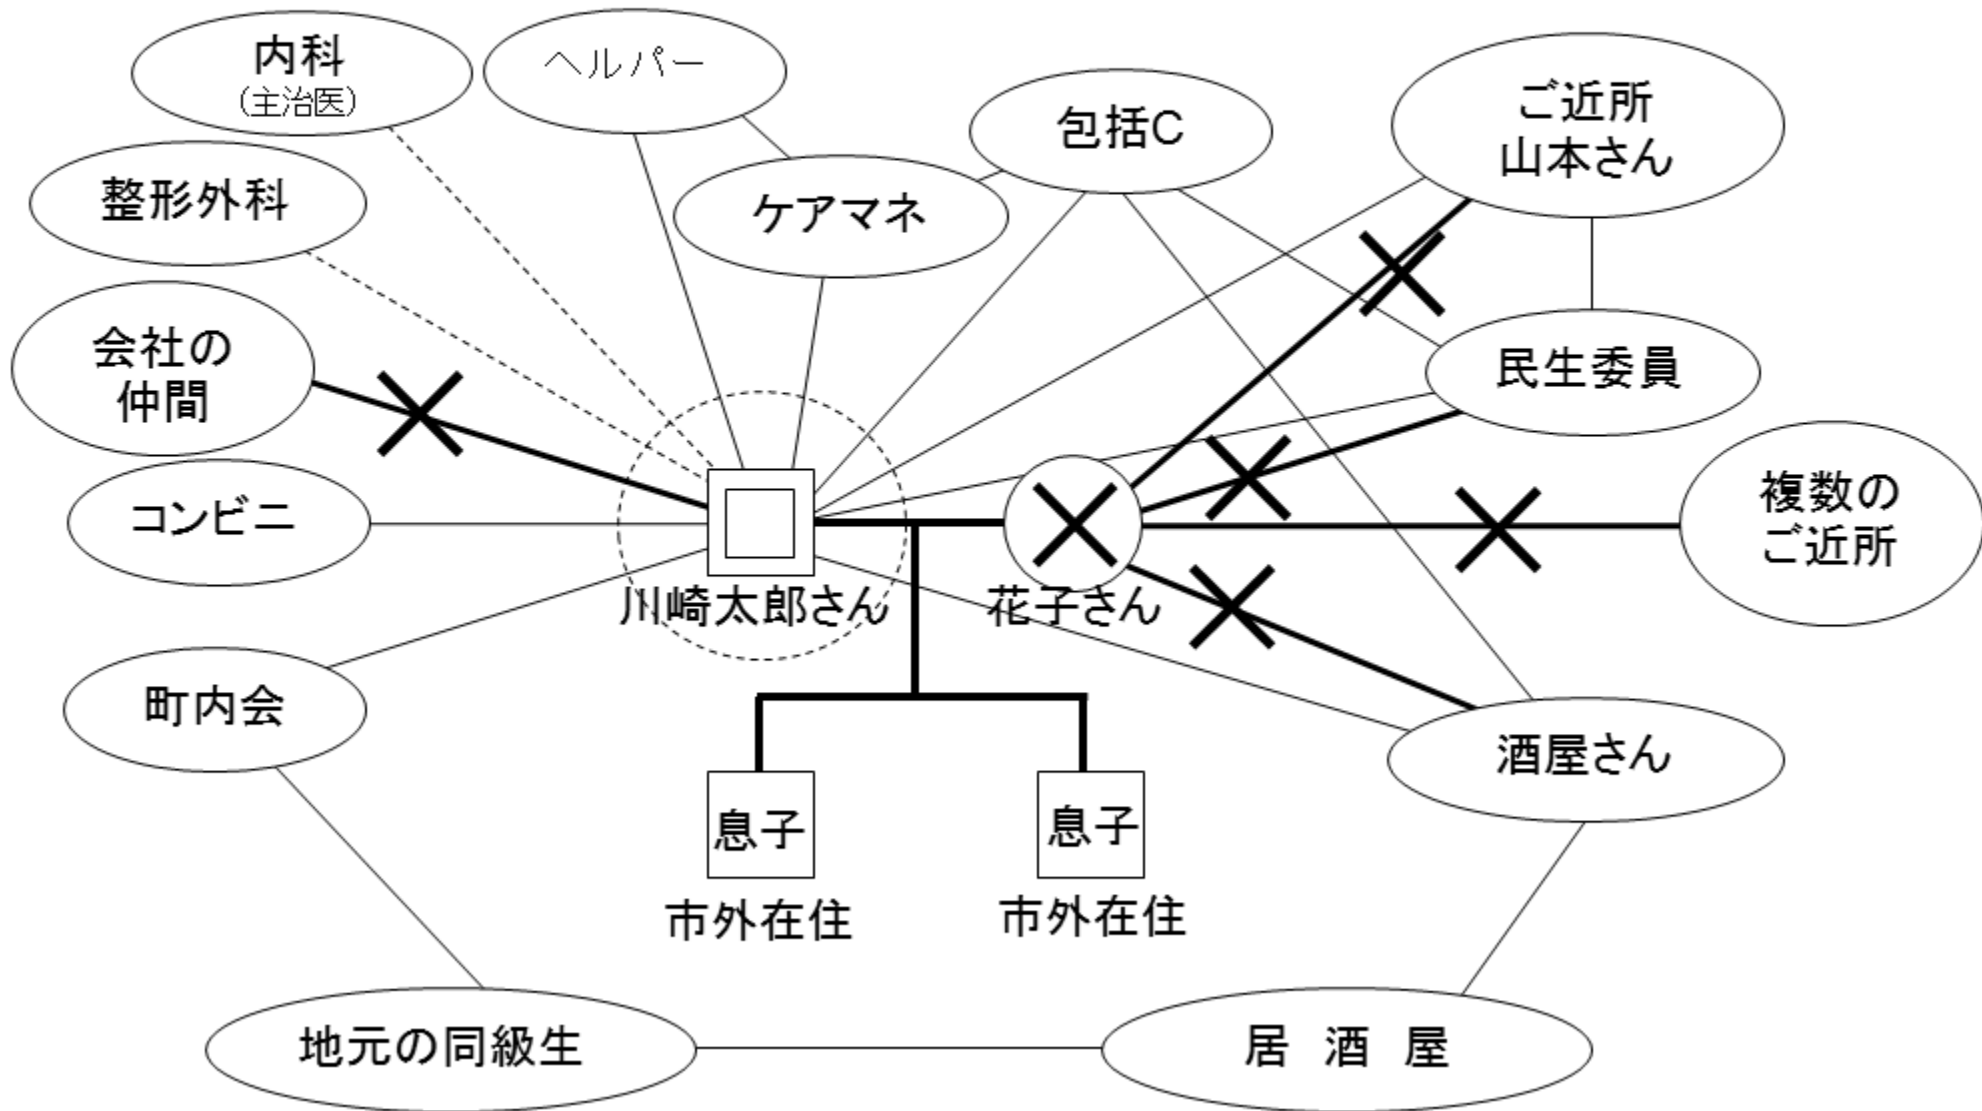 内科
(主治医)
ヘルパー
包括C
ご近所
山本さん
整形外科
ケアマネ
会社の
仲間
民生委員
コンビニ
複数の
ご近所
川崎太郎さん
花子さん
町内会
酒屋さん
息子
息子
市外在住
市外在住
地元の同級生
居 酒 屋